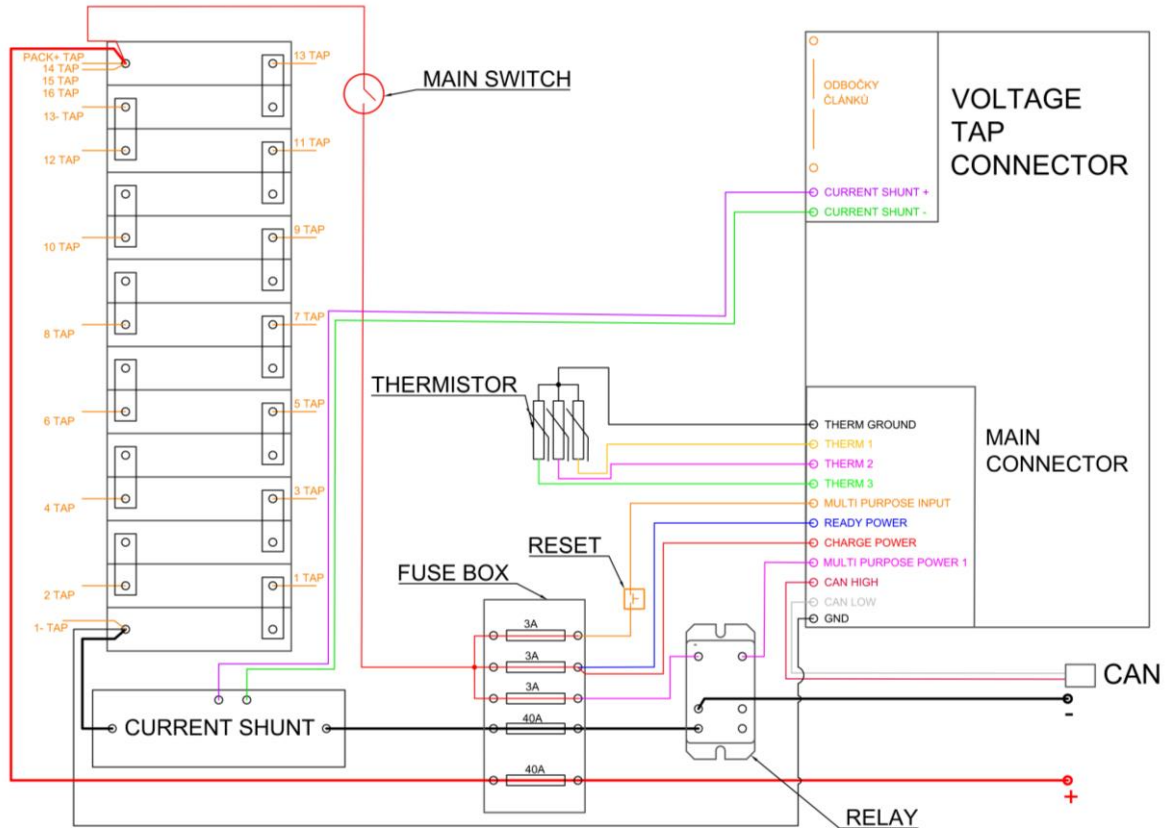 PACK+ TAP
14 TAP
15 TAP
16 TAP
13- TAP
12 TAP
10 TAP
8 TAP
6 TAP
4 TAP
2 TAP
1- TAP
13 TAP
11 TAP
9 TAP
7 TAP
5 TAP
3 TAP
1 TAP
MAIN SWITCH
ODBOČKY
ČLÁNKŮ
VOLTAGE
TAP
CONNECTOR
CURRENT SHUNT +
CURRENT SHUNT -
THERMISTOR
THERM GROUND
THERM 1
THERM 2
THERM 3
MULTI PURPOSE INPUT
READY POWER
CHARGE POWER
MULTI PURPOSE POWER 1
CAN HIGH
CAN LOW
GND
MAIN
CONNECTOR
RESET
FUSE BOX
3A
3A
3A
40A
40A
CURRENT SHUNT
CAN
-
+
RELAY